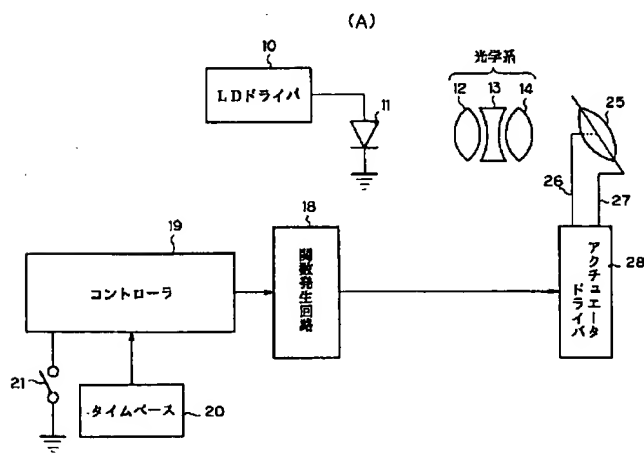 (A)
光学系
10
LDドライバ
11
12 13 14
25
26
27
18
関数発生回路
19
コントローラ
アクチュエータ
ドライバ
28
21
タイムベース
20